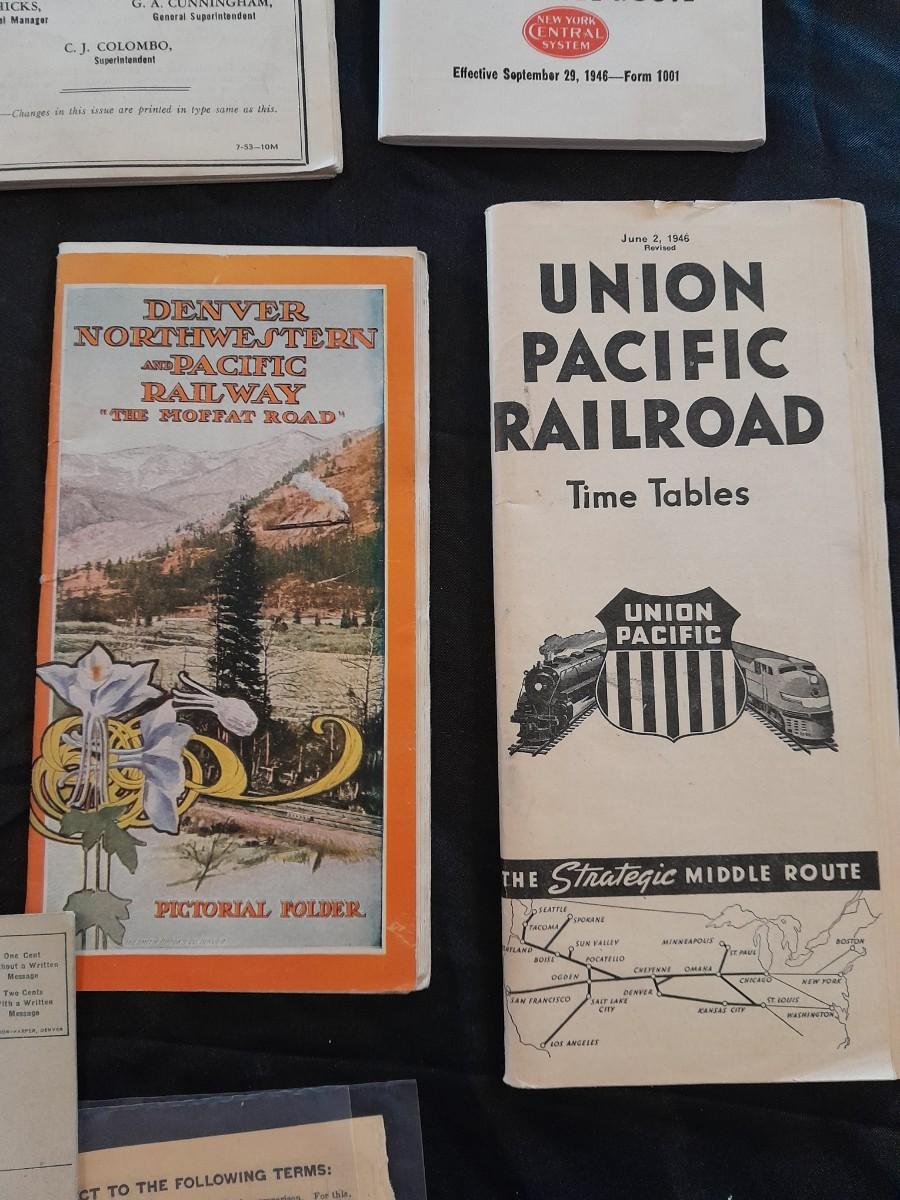 G. A. CUNNINGHAM,
General Superintendent
Manager
C. J. COLOMBO,
Superintendent
—Changes in this issue are printed in type same as this.
7-53—10M
NEW YORK
CENTRAL
SYSTEM
Effective September 29, 1946—Form 1001
DENVER
NORTHWESTERN
AND PACIFIC
RAILWAY
"THE MOFFAT ROAD"
PICTORIAL FOLDER
June 2, 1946
Revised
UNION
PACIFIC
RAILROAD
Time Tables
UNION
PACIFIC
THE Strategic MIDDLE ROUTE
SEATTLE
TACOMA
SPOKANE
SUN VALLEY
BOISE
POCATELLO
OGDEN
CHEYENNE
OMAHA
MINNEAPOLIS
ST. PAUL
CHICAGO
BOSTON
NEW YORK
SAN FRANCISCO
SALT LAKE
CITY
DENVER
KANSAS CITY
ST. LOUIS
WASHINGTON
LOS ANGELES
One Cent
Without a Written
Message
Two Cents
With a Written
Message
TO THE FOLLOWING TERMS:
For this,